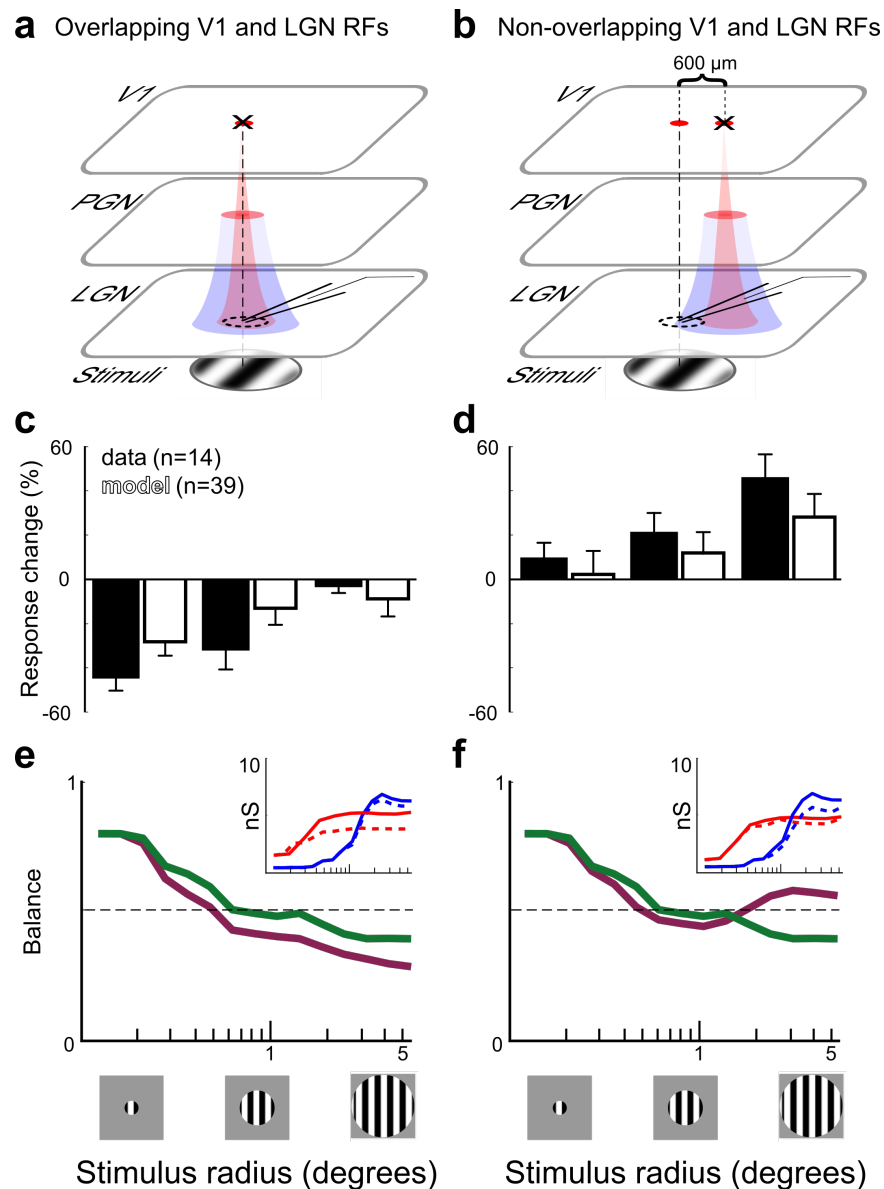 a Overlapping V1 and LGN RFs
b Non-overlapping V1 and LGN RFs
600 μm
V1
PGN
LGN
Stimuli
V1
PGN
LGN
Stimuli
c
60
data (n=14)
model (n=39)
Response change (%)
0
-60
d
60
0
-60
e
1
10
nS
Balance
0
1
5
Stimulus radius (degrees)
f
1
10
nS
0
1
5
Stimulus radius (degrees)